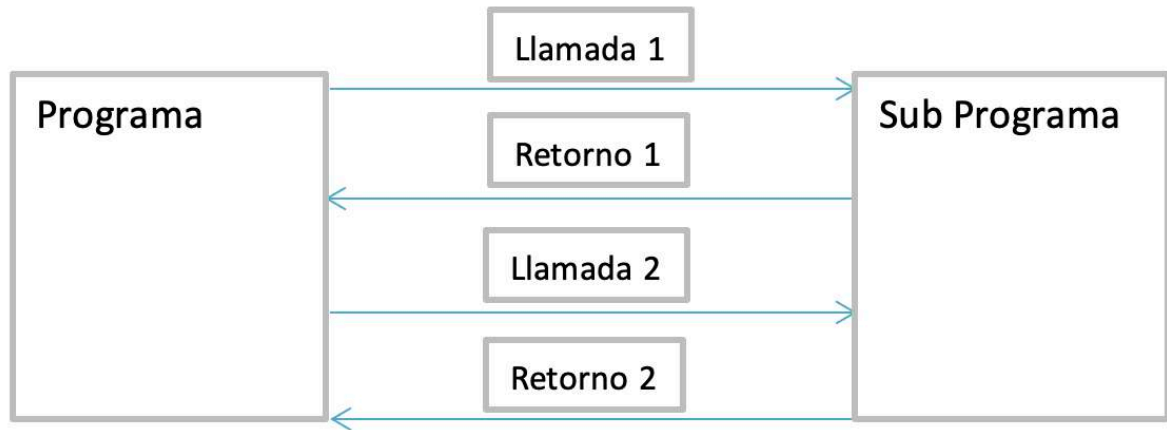 Llamada 1
Programa
Sub Programa
Retorno 1
Llamada 2
Retorno 2